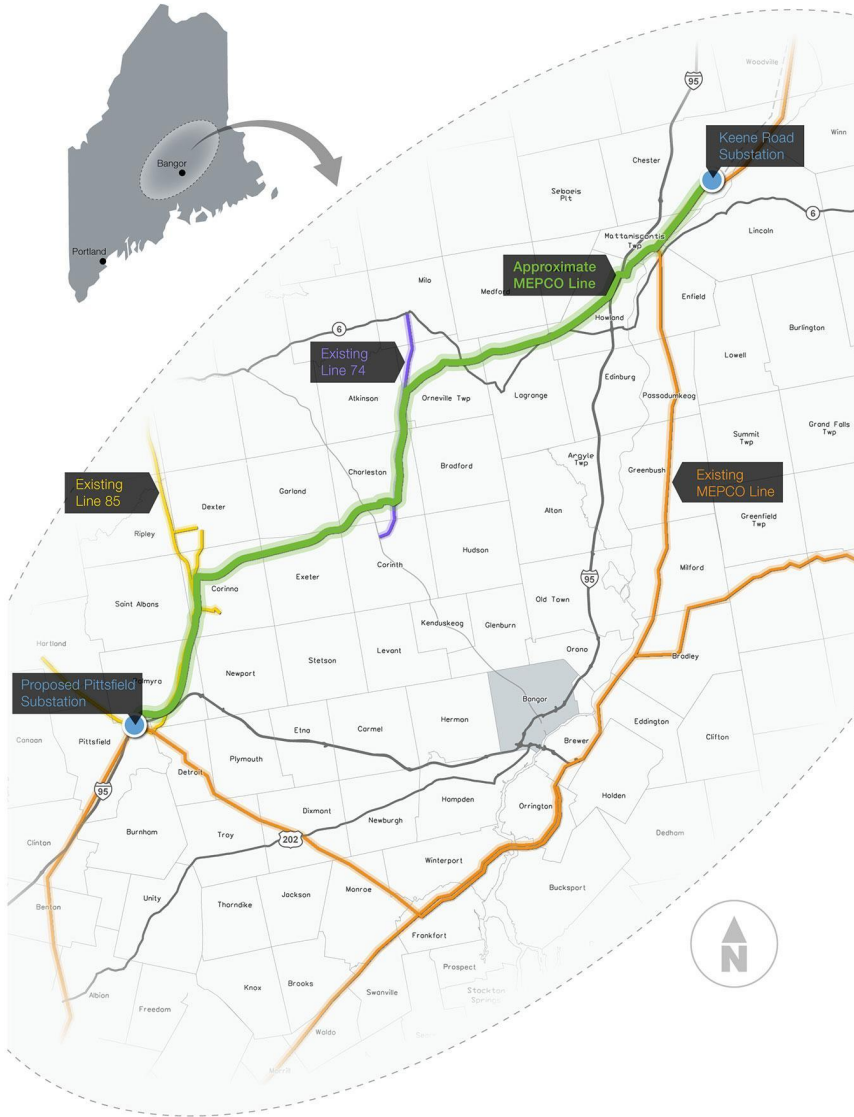 Bangor
Portland
95
Woodville
Keene Road
Substation
Winn
Chester
Seboeis
Plt
6
Lincoln
Mattamiscontis
Twp
Approximate
MEPCO Line
Milo
Medford
Enfield
Howland
Burlington
6
Existing
Line 74
Lowell
Edinburg
Atkinson
Orneville Twp
Lagrange
Passadumkeag
Grand Falls
Twp
Summit
Twp
Argyle
Twp
Charleston
Bradford
Greenbush
Existing
MEPCO Line
Existing
Line 85
Garland
Dexter
Alton
Greenfield
Twp
Ripley
Hudson
Corinth
Milford
Exeter
95
Corinna
Saint Albans
Old Town
Kenduskeag
Glenburn
Hartland
Levant
Orono
Stetson
Bradley
Newport
Proposed Pittsfield
Substation
Bangor
Herman
Eddington
Carmel
Etna
Clifton
Canaan
Pittsfield
Brewer
Plymouth
Detroit
95
Hampden
Holden
Orrington
Dixmont
Newburgh
Burnham
Troy
202
Dedham
Clinton
Winterport
Bucksport
Monroe
Jackson
Unity
Thorndike
Benton
Frankfort
N
Prospect
Brooks
Knox
Swanville
Stockton
Springs
Albion
Freedom
Waldo